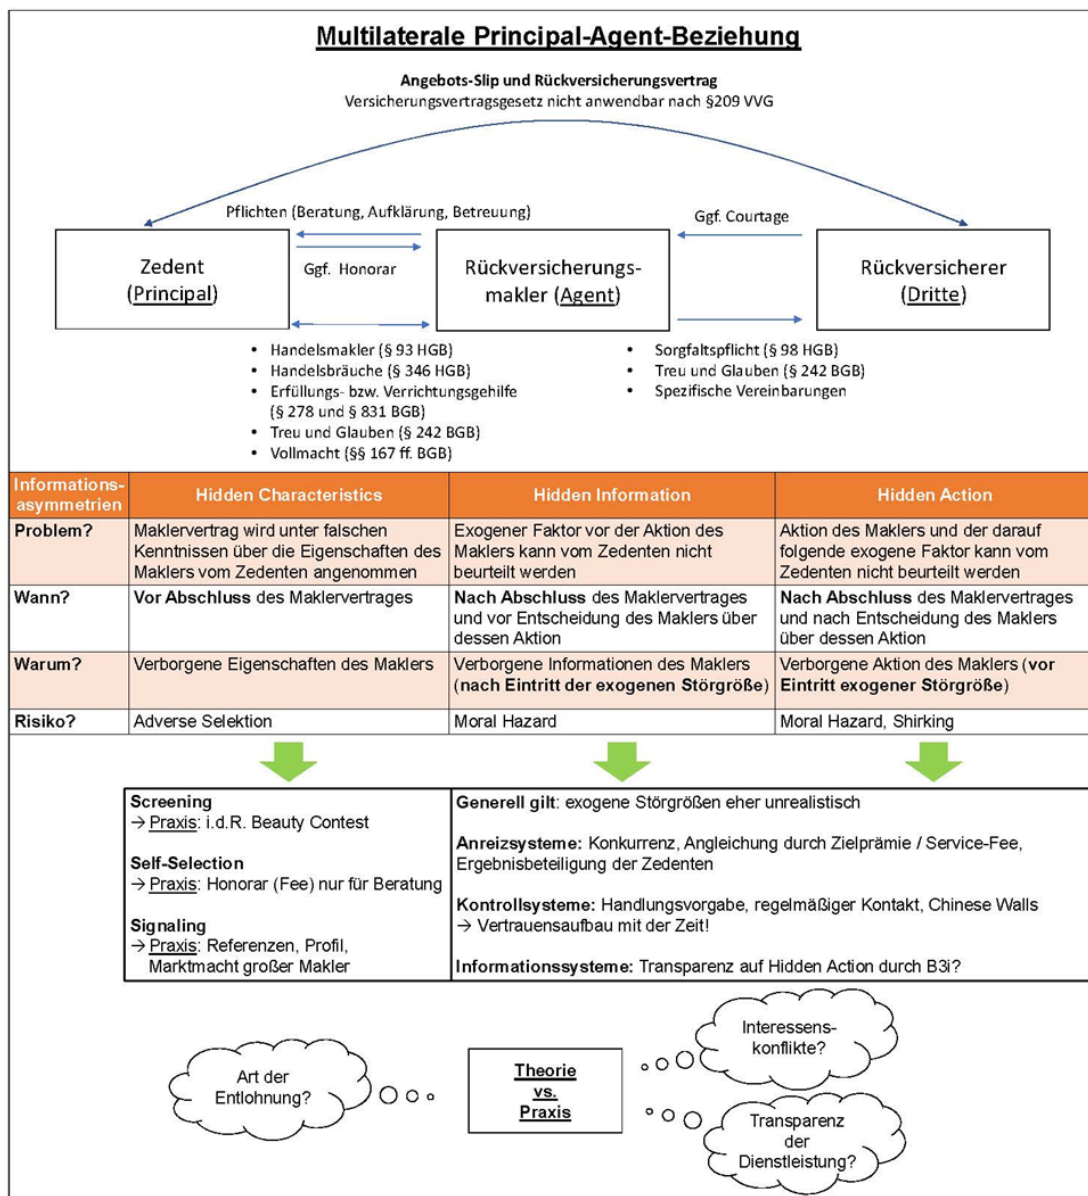 Multilaterale Principal-Agent-Beziehung
Angebots-Slip und Rückversicherungsvertrag
Versicherungsvertragsgesetz nicht anwendbar nach §209 VVG
Pflichten (Beratung, Aufklärung, Betreuung)
Ggf. Courtage
Zedent
(Principal)
Ggf. Honorar
Rückversicherungs-
makler (Agent)
Rückversicherer
(Dritte)
• Handelsmakler (§ 93 HGB)
• Handelsbräuche (§ 346 HGB)
• Erfüllungs- bzw. Verrichtungsgehilfe
(§ 278 und § 831 BGB)
• Treu und Glauben (§ 242 BGB)
• Vollmacht (§§ 167 ff. BGB)
• Sorgfaltspflicht (§ 98 HGB)
• Treu und Glauben (§ 242 BGB)
• Spezifische Vereinbarungen
Informations-
asymmetrien
Hidden Characteristics
Hidden Information
Hidden Action
Problem?
Maklervertrag wird unter falschen
Kenntnissen über die Eigenschaften des
Maklers vom Zedenten angenommen
Exogener Faktor vor der Aktion des
Maklers kann vom Zedenten nicht
beurteilt werden
Aktion des Maklers und der darauf
folgende exogene Faktor kann vom
Zedenten nicht beurteilt werden
Wann?
Vor Abschluss des Maklervertrages
Nach Abschluss des Maklervertrages
und vor Entscheidung des Maklers über
dessen Aktion
Nach Abschluss des Maklervertrages
und nach Entscheidung des Maklers
über dessen Aktion
Warum?
Verborgene Eigenschaften des Maklers
Verborgene Informationen des Maklers
(nach Eintritt der exogenen Störgröße)
Verborgene Aktion des Maklers (vor
Eintritt exogener Störgröße)
Risiko?
Adverse Selektion
Moral Hazard
Moral Hazard, Shirking
Screening
→ Praxis: i.d.R. Beauty Contest
Self-Selection
→ Praxis: Honorar (Fee) nur für Beratung
Signaling
→ Praxis: Referenzen, Profil,
Marktmacht großer Makler
Generell gilt: exogene Störgrößen eher unrealistisch
Anreizsysteme: Konkurrenz, Angleichung durch Zielprämie / Service-Fee,
Ergebnisbeteiligung der Zedenten
Kontrollsysteme: Handlungsvorgabe, regelmäßiger Kontakt, Chinese Walls
→ Vertrauensaufbau mit der Zeit!
Informationssysteme: Transparenz auf Hidden Action durch B3i?
Art der
Entlohnung?
Theorie
vs.
Praxis
Interessens-
konflikte?
Transparenz
der
Dienstleistung?